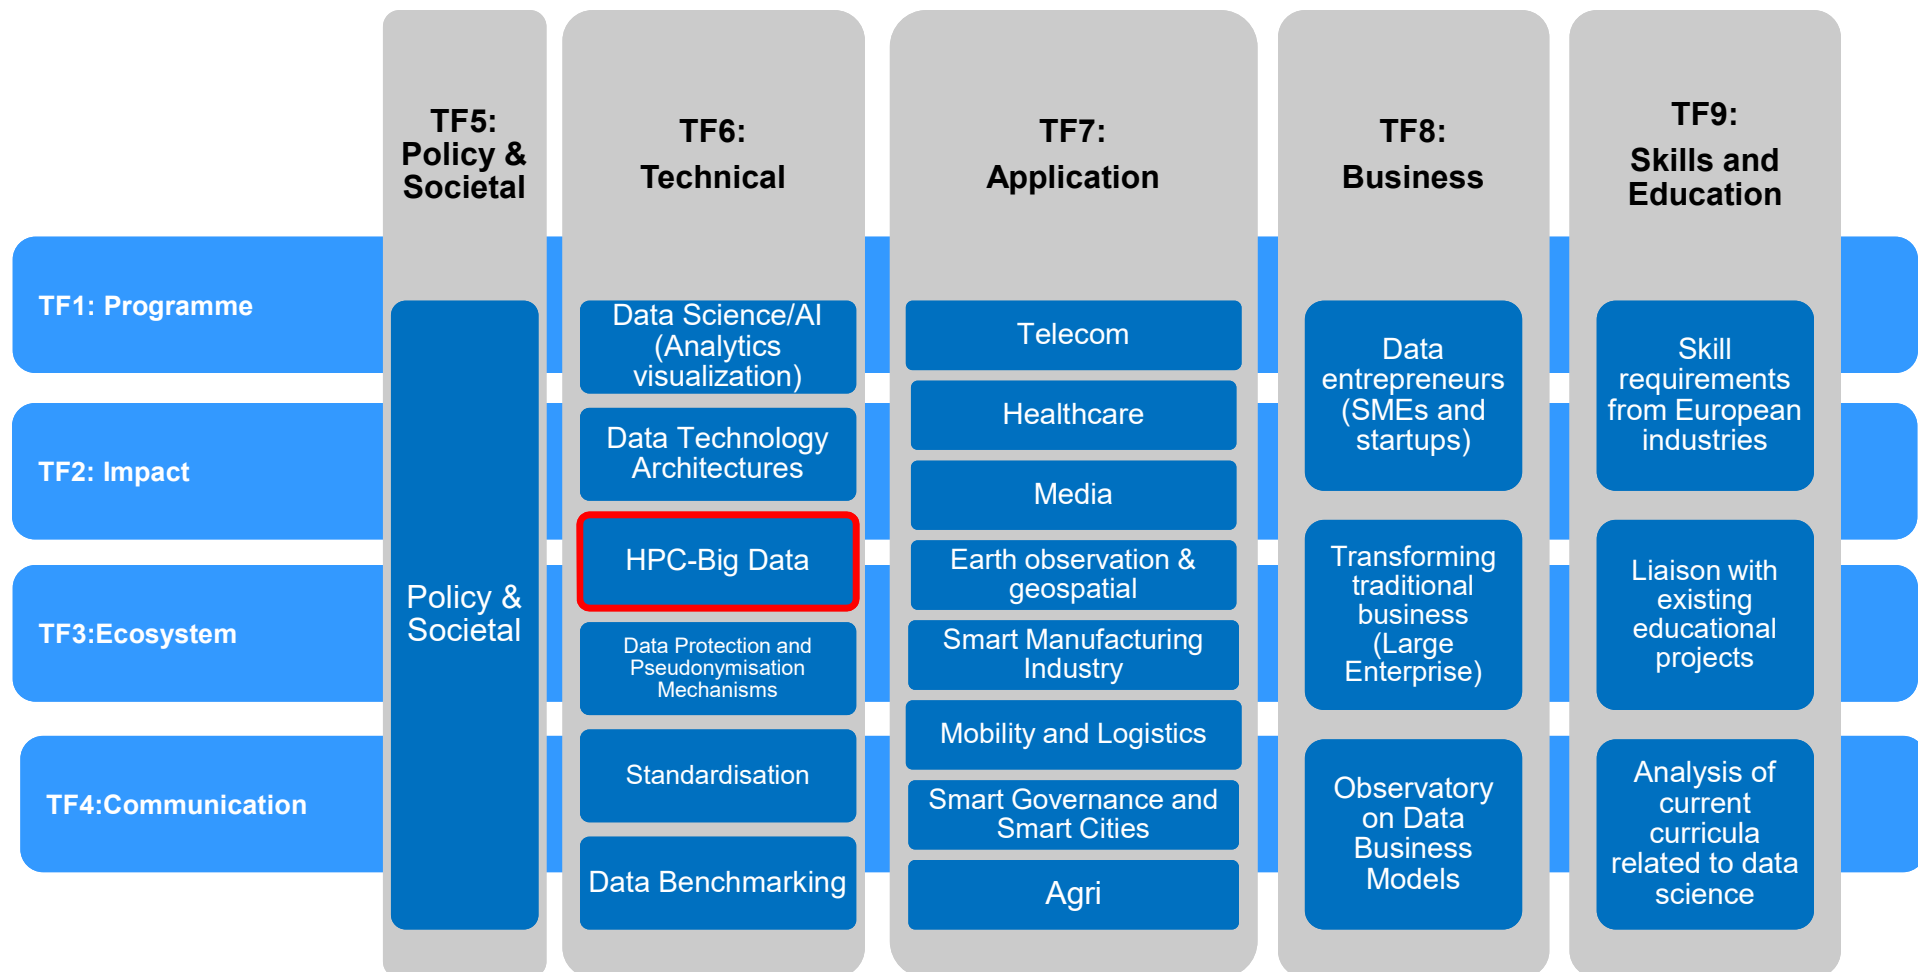 TF5:
Policy &
Societal
TF6:
Technical
TF7:
Application
TF8:
Business
TF9:
Skills and
Education
TF1: Programme
TF2: Impact
TF3:Ecosystem
TF4:Communication
Policy &
Societal
Data Science/AI
(Analytics
visualization)
Data Technology
Architectures
HPC-Big Data
Data Protection and
Pseudonymisation
Mechanisms
Standardisation
Data Benchmarking
Telecom
Healthcare
Media
Earth observation &
geospatial
Smart Manufacturing
Industry
Mobility and Logistics
Smart Governance and
Smart Cities
Agri
Data
entrepreneurs
(SMEs and
startups)
Transforming
traditional
business
(Large
Enterprise)
Observatory
on Data
Business
Models
Skill
requirements
from European
industries
Liaison with
existing
educational
projects
Analysis of
current
curricula
related to data
science